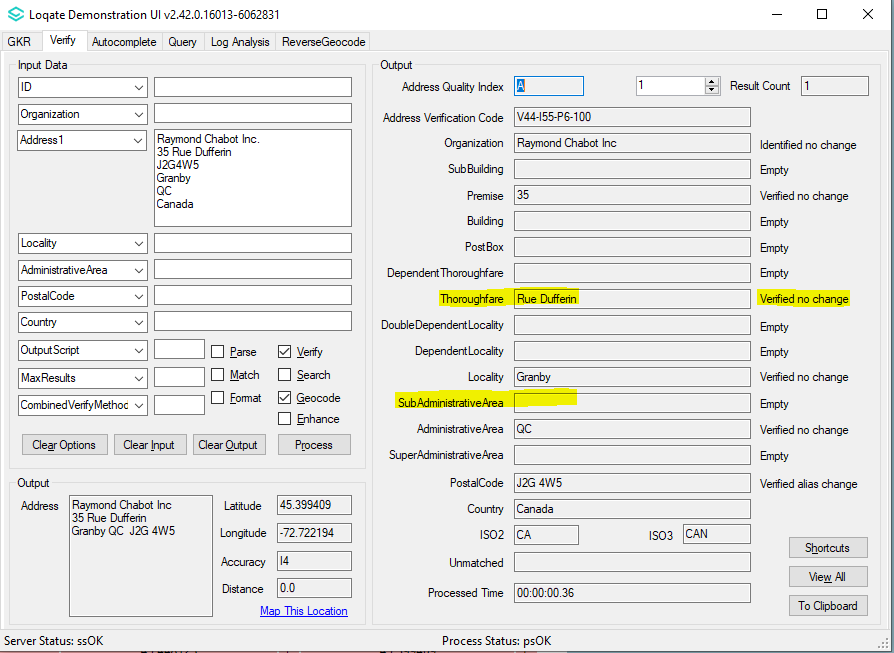 Loqate Demonstration UI v2.42.0.16013-6062831
GKR Verify Autocomplete Query Log Analysis ReverseGeocode
Input Data
ID
Organization
Address1
Raymond Chabot Inc.
35 Rue Dufferin
J2G4W5
Granby
QC
Canada
Locality
AdministrativeArea
PostalCode
Country
OutputScript
MaxResults
CombinedVerifyMethoc
Parse Verify
Match Search
Format Geocode
Enhance
Clear Options Clear Input Clear Output Process
Output
Address
Raymond Chabot Inc
35 Rue Dufferin
Granby QC J2G 4W5
Latitude 45.399409
Longitude -72.722194
Accuracy I4
Distance 0.0
Map This Location
Output
Address Quality Index A 1 Result Count 1
Address Verification Code V44-I55-P6-100
Organization Raymond Chabot Inc Identified no change
SubBuilding Empty
Premise 35 Verified no change
Building Empty
PostBox Empty
DependentThoroughfare Empty
Thoroughfare Rue Dufferin Verified no change
DoubleDependentLocality Empty
DependentLocality Empty
Locality Granby Verified no change
SubAdministrativeArea Empty
AdministrativeArea QC Verified no change
SuperAdministrativeArea Empty
PostalCode J2G 4W5 Verified alias change
Country Canada
ISO2 CA ISO3 CAN
Unmatched
Processed Time 00:00:00.36
Shortcuts
View All
To Clipboard
Server Status: ssOK Process Status: psOK